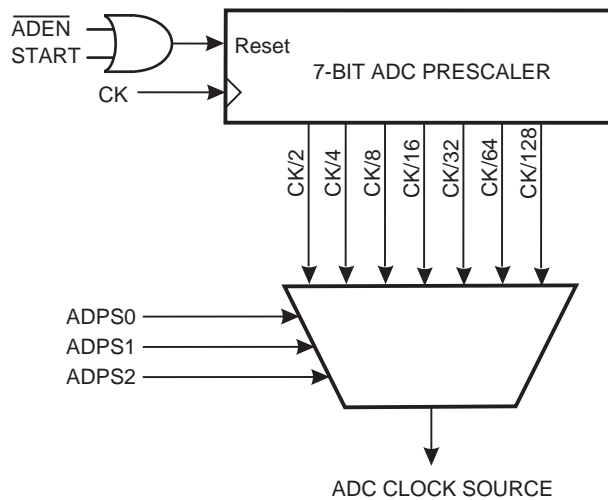 ADEN
START
Reset
7-BIT ADC PRESCALER
CK
CK/2
CK/4
CK/8
CK/16
CK/32
CK/64
CK/128
ADPS0
ADPS1
ADPS2
ADC CLOCK SOURCE